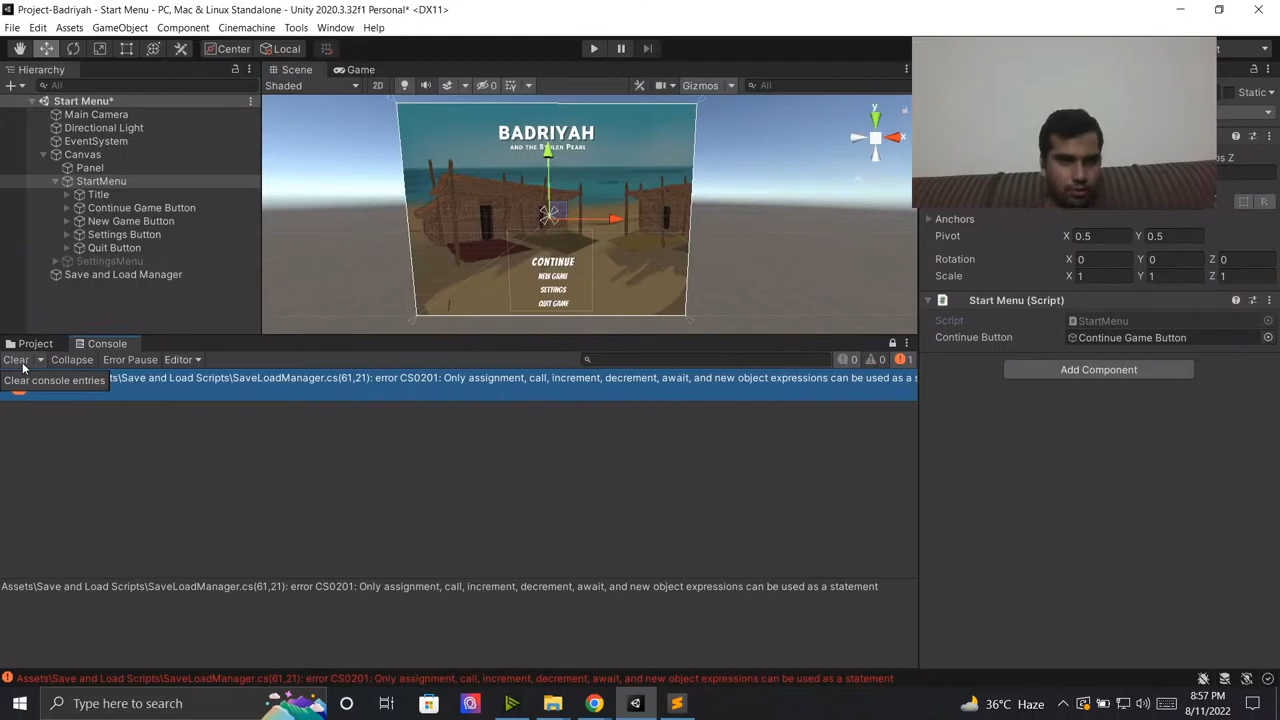 Project-Badriyah - Start Menu - PC, Mac & Linux Standalone - Unity 2020.3.32f1 Personal* <DX11>
File Edit Assets GameObject Component Cinemachine Tools Window Help
Center Local
Hierarchy
Scene Game
All
Shaded 2D 0 Gizmos All
Static
Start Menu*
Main Camera
Directional Light
EventSystem
Canvas
Panel
StartMenu
Title
Continue Game Button
New Game Button
Settings Button
Quit Button
SettingsMenu
Save and Load Manager
y
x
BADRIYAH
AND THE STOLEN PEARL
CONTINUE
NEW GAME
SETTINGS
QUIT GAME
os Z
Anchors
Pivot X 0.5 Y 0.5
Rotation X 0 Y 0 Z 0
Scale X 1 Y 1 Z 1
Start Menu (Script)
Script StartMenu
Continue Button Continue Game Button
Add Component
Project Console
Clear Collapse Error Pause Editor 0 0 1
Clear console entries
ts\Save and Load Scripts\SaveLoadManager.cs(61,21): error CS0201: Only assignment, call, increment, decrement, await, and new object expressions can be used as a s
Assets\Save and Load Scripts\SaveLoadManager.cs(61,21): error CS0201: Only assignment, call, increment, decrement, await, and new object expressions can be used as a statement
Assets\Save and Load Scripts\SaveLoadManager.cs(61,21): error CS0201: Only assignment, call, increment, decrement, await, and new object expressions can be used as a statement
Type here to search
36°C Haze
8:57 PM
8/11/2022